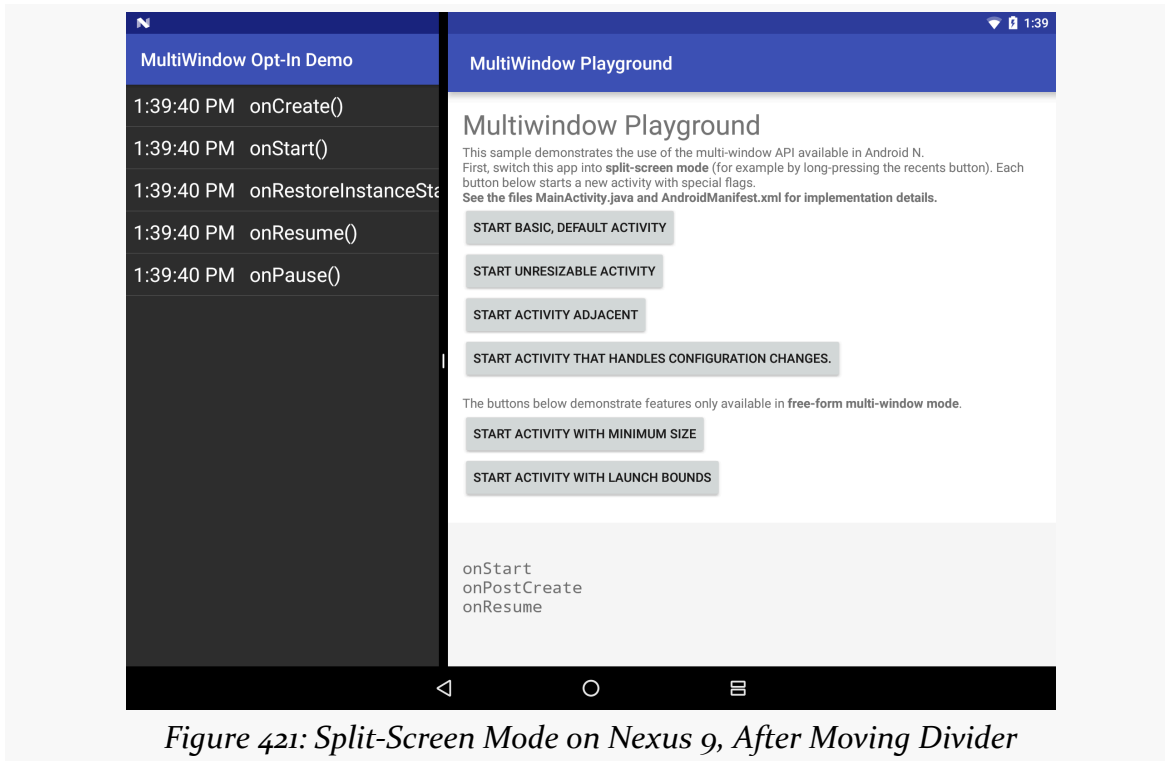 1:39
MultiWindow Opt-In Demo
1:39:40 PM onCreate()
1:39:40 PM onStart()
1:39:40 PM onRestoreInstanceSta
1:39:40 PM onResume()
1:39:40 PM onPause()
MultiWindow Playground
Multiwindow Playground
This sample demonstrates the use of the multi-window API available in Android N.
First, switch this app into split-screen mode (for example by long-pressing the recents button). Each
button below starts a new activity with special flags.
See the files MainActivity.java and AndroidManifest.xml for implementation details.
START BASIC, DEFAULT ACTIVITY
START UNRESIZABLE ACTIVITY
START ACTIVITY ADJACENT
START ACTIVITY THAT HANDLES CONFIGURATION CHANGES.
The buttons below demonstrate features only available in free-form multi-window mode.
START ACTIVITY WITH MINIMUM SIZE
START ACTIVITY WITH LAUNCH BOUNDS
onStart
onPostCreate
onResume
Figure 421: Split-Screen Mode on Nexus 9, After Moving Divider